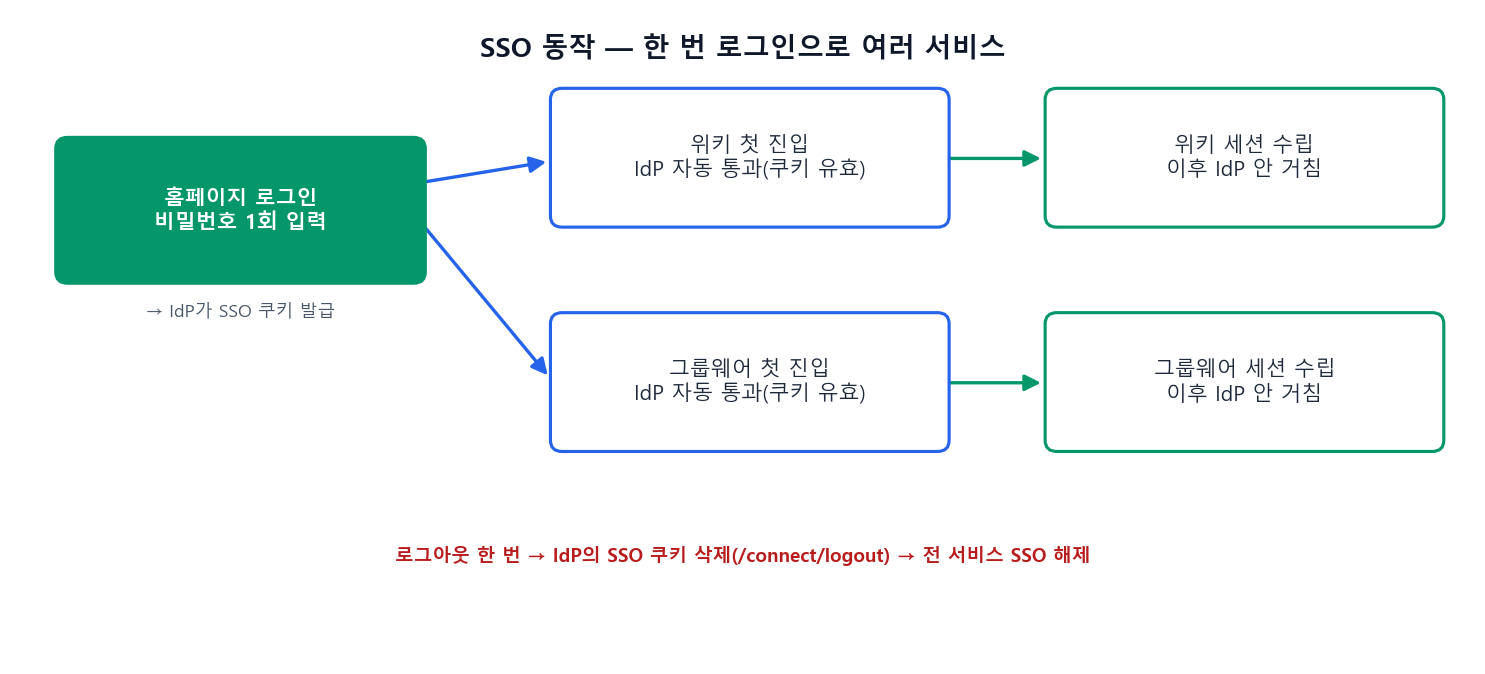 SSO 동작 — 한 번 로그인으로 여러 서비스
홈페이지 로그인
비밀번호 1회 입력
→ IdP가 SSO 쿠키 발급
위키 첫 진입
IdP 자동 통과(쿠키 유효)
위키 세션 수립
이후 IdP 안 거침
그룹웨어 첫 진입
IdP 자동 통과(쿠키 유효)
그룹웨어 세션 수립
이후 IdP 안 거침
로그아웃 한 번 → IdP의 SSO 쿠키 삭제(/connect/logout) → 전 서비스 SSO 해제